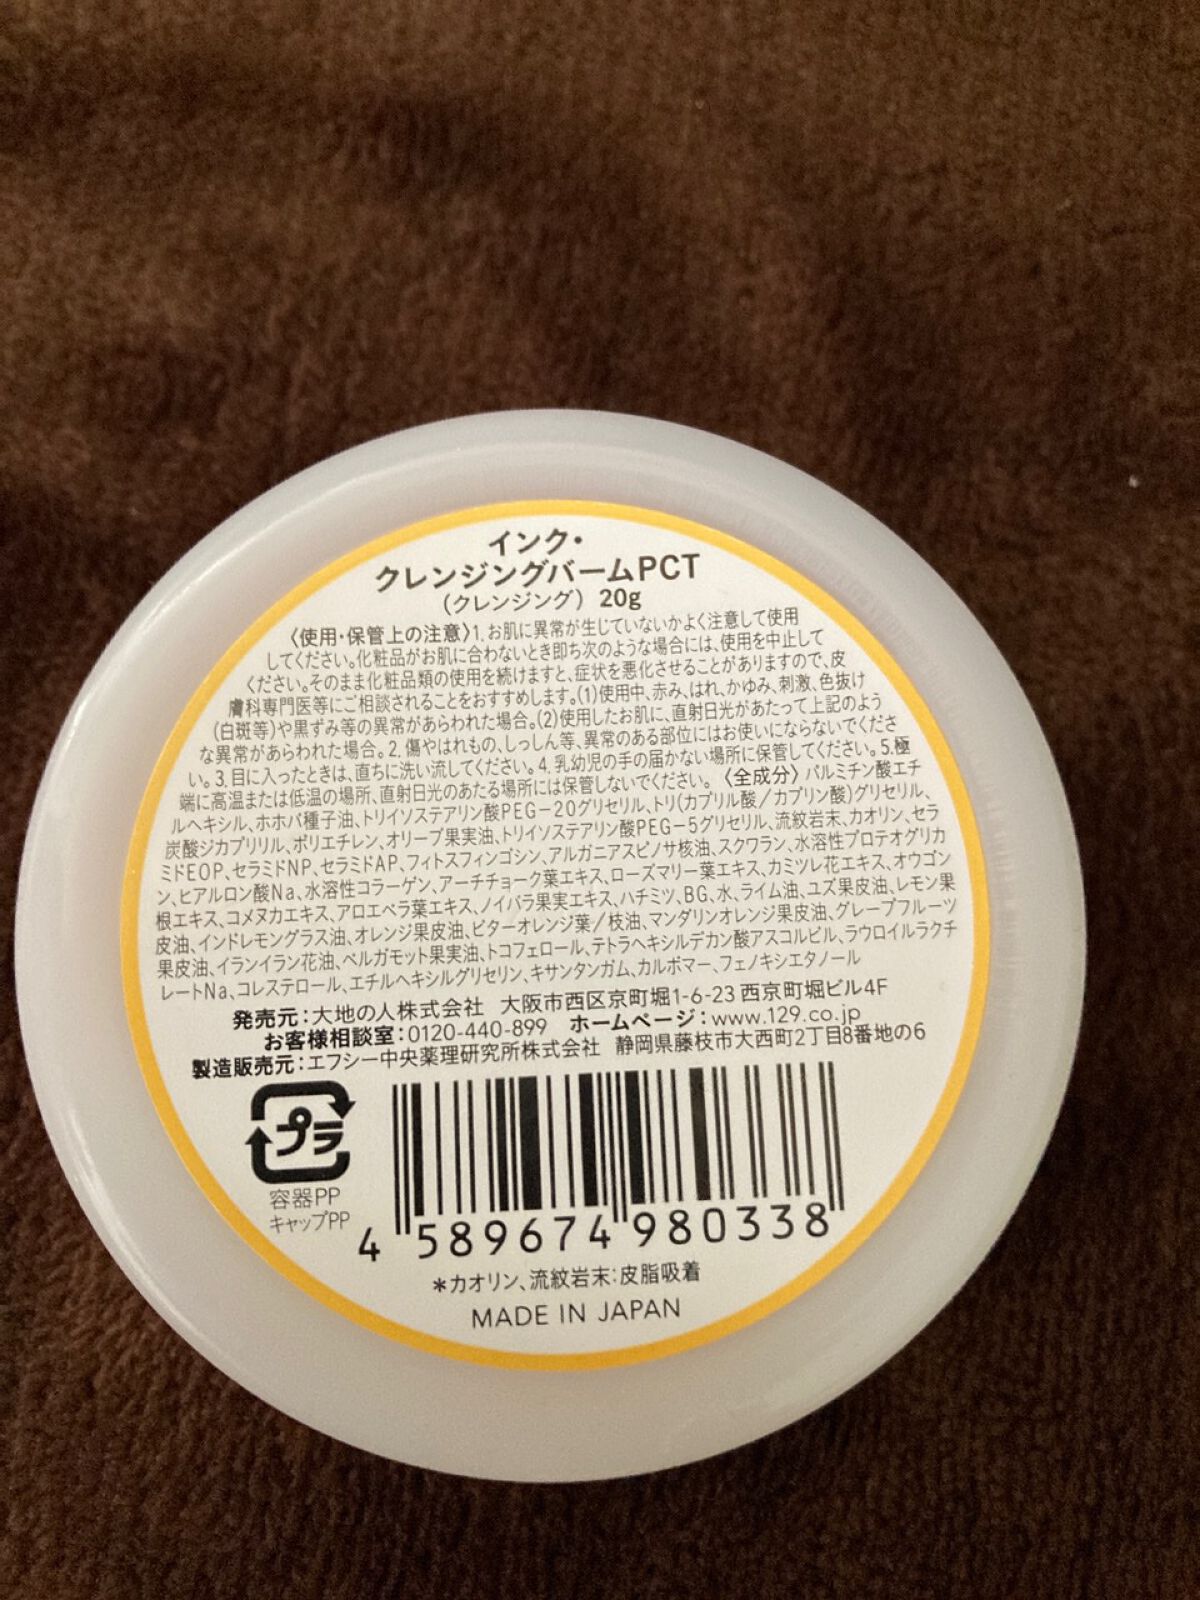 インク・
クレンジングバームPCT
(クレンジング) 20g
〈使用・保管上の注意〉1.お肌に異常が生じていないかよく注意して使用
してください。化粧品がお肌に合わないとき即ち次のような場合には、使用を中止して
ください。そのまま化粧品類の使用を続けますと、症状を悪化させることがありますので、皮
膚科専門医等にご相談されることをおすすめします。(1)使用中、赤み、はれ、かゆみ、刺激、色抜け
(白斑等)や黒ずみ等の異常があらわれた場合。(2)使用したお肌に、直射日光があたって上記のよう
な異常があらわれた場合。2.傷やはれもの、しっしん等、異常のある部位にはお使いにならないでくださ
い。3.目に入ったときは、直ちに洗い流してください。4.乳幼児の手の届かない場所に保管してください。5.極
端に高温または低温の場所、直射日光のあたる場所には保管しないでください。〈全成分〉パルミチン酸エチ
ルヘキシル、ホホバ種子油、トリイソステアリン酸PEG-20グリセリル、トリ(カプリル酸/カプリン酸)グリセリル、
炭酸ジカプリリル、ポリエチレン、オリーブ果実油、トリイソステアリン酸PEG-5グリセリル、流紋岩末、カオリン、セラ
ミドEOP、セラミドNP、セラミドAP、フィトスフィンゴシン、アルガニアスピノサ核油、スクワラン、水溶性プロテオグリカ
ン、ヒアルロン酸Na、水溶性コラーゲン、アーチチョーク葉エキス、ローズマリー葉エキス、カミツレ花エキス、オウゴン
根エキス、コメヌカエキス、アロエベラ葉エキス、ノイバラ果実エキス、ハチミツ、BG、水、ライム油、ユズ果皮油、レモン果
皮油、インドレモングラス油、オレンジ果皮油、ビターオレンジ葉/枝油、マンダリンオレンジ果皮油、グレープフルーツ
果皮油、イランイラン花油、ベルガモット果実油、トコフェロール、テトラヘキシルデカン酸アスコルビル、ラウロイルラクチ
レートNa、コレステロール、エチルヘキシルグリセリン、キサンタンガム、カルボマー、フェノキシエタノール
発売元:大地の人株式会社 大阪市西区京町堀1-6-23 西京町堀ビル4F
お客様相談室:0120-440-899 ホームページ:www.129.co.jp
製造販売元:エフシー中央薬理研究所株式会社 静岡県藤枝市大西町2丁目8番地の6
プラ
容器PP
キャップPP
4 589674 980338
*カオリン、流紋岩末:皮脂吸着
MADE IN JAPAN